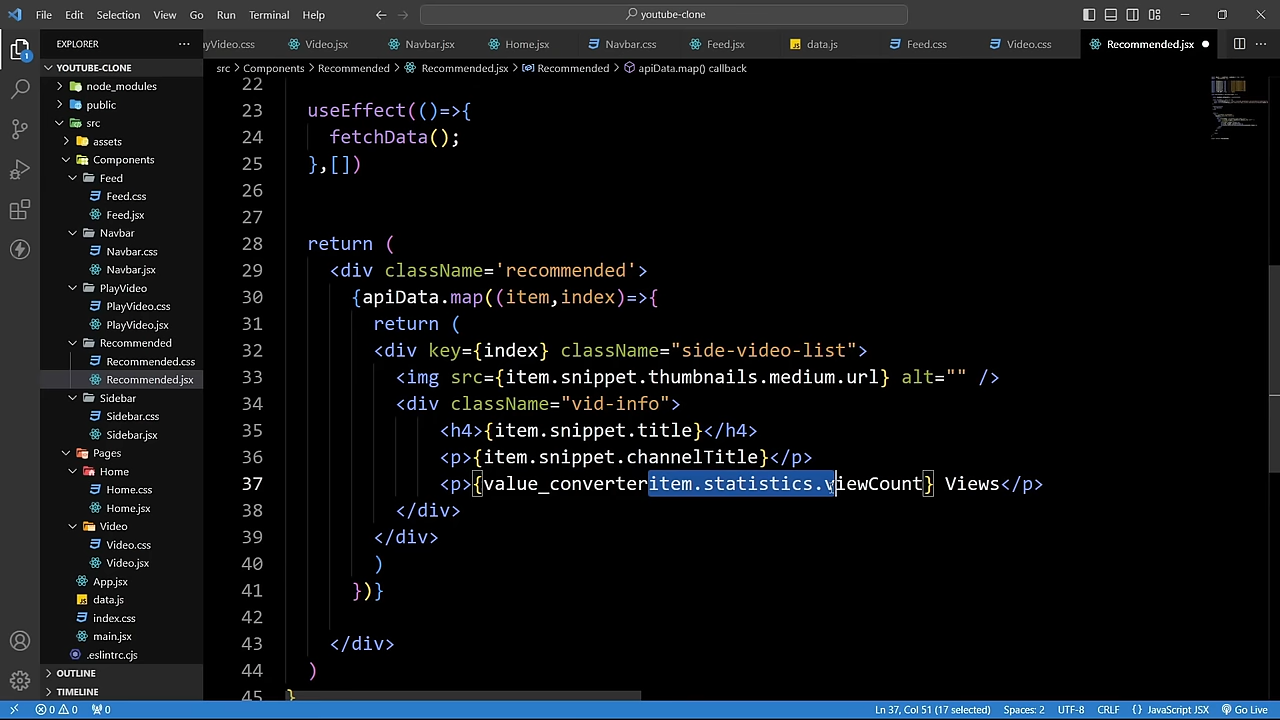 File Edit Selection View Go Run Terminal Help
youtube-clone
EXPLORER
ayVideo.css Video.jsx Navbar.jsx Home.jsx Navbar.css Feed.jsx data.js Feed.css Video.css Recommended.jsx
src > Components > Recommended > Recommended.jsx > Recommended > apiData.map() callback
YOUTUBE-CLONE
node_modules
public
src
assets
Components
Feed
Feed.css
Feed.jsx
Navbar
Navbar.css
Navbar.jsx
PlayVideo
PlayVideo.css
PlayVideo.jsx
Recommended
Recommended.css
Recommended.jsx
Sidebar
Sidebar.css
Sidebar.jsx
Pages
Home
Home.css
Home.jsx
Video
Video.css
Video.jsx
App.jsx
data.js
index.css
main.jsx
.eslintrc.cjs
OUTLINE
TIMELINE
22
23 useEffect(()=>{
24 fetchData();
25 },[])
26
27
28 return (
29 <div className='recommended'>
30 {apiData.map((item,index)=>{
31 return (
32 <div key={index} className="side-video-list">
33 <img src={item.snippet.thumbnails.medium.url} alt="" />
34 <div className="vid-info">
35 <h4>{item.snippet.title}</h4>
36 <p>{item.snippet.channelTitle}</p>
37 <p>{value_converteritem.statistics.viewCount} Views</p>
38 </div>
39 </div>
40 )
41 })}
42
43 </div>
44 )
45 }
1
0 0 0 Ln 37, Col 51 (17 selected) Spaces: 2 UTF-8 CRLF {} JavaScript JSX Go Live